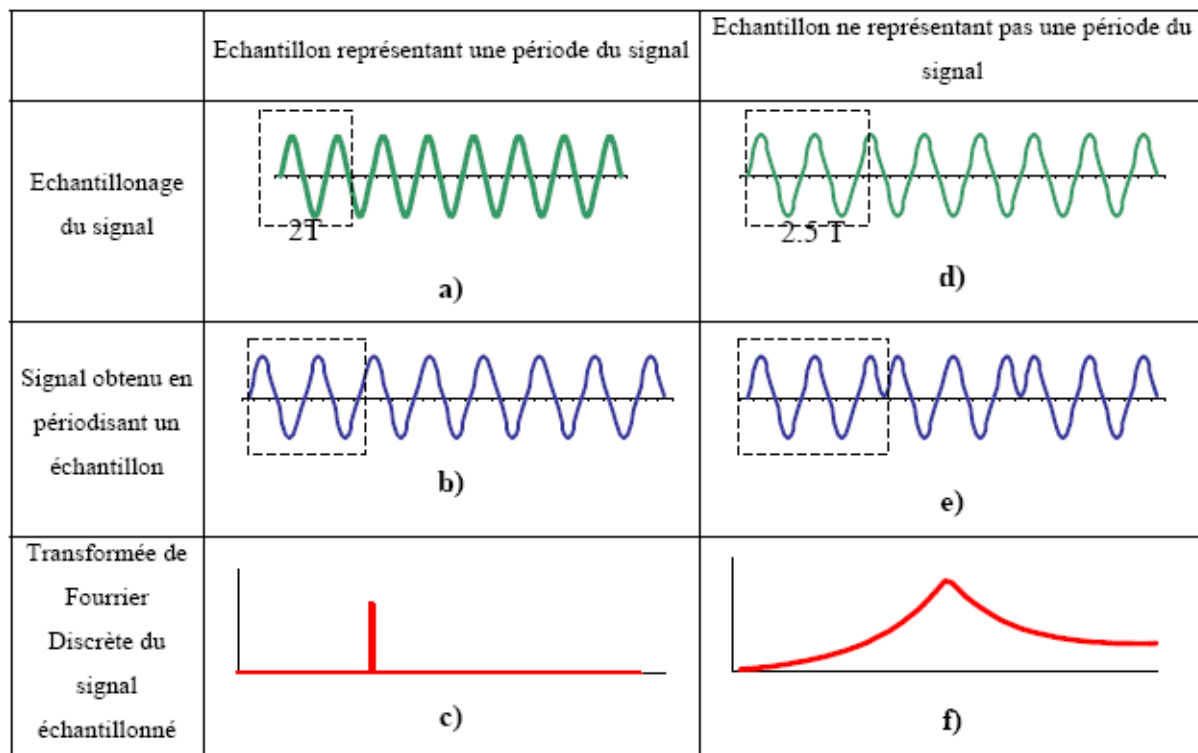 Echantillon représentant une période du signal
Echantillon ne représentant pas une période du
signal
Echantillonage
du signal
2T
a)
2.5 T
d)
Signal obtenu en
périodisant un
échantillon
b)
e)
Transformée de
Fourrier
Discrète du
signal
échantillonné
c)
f)